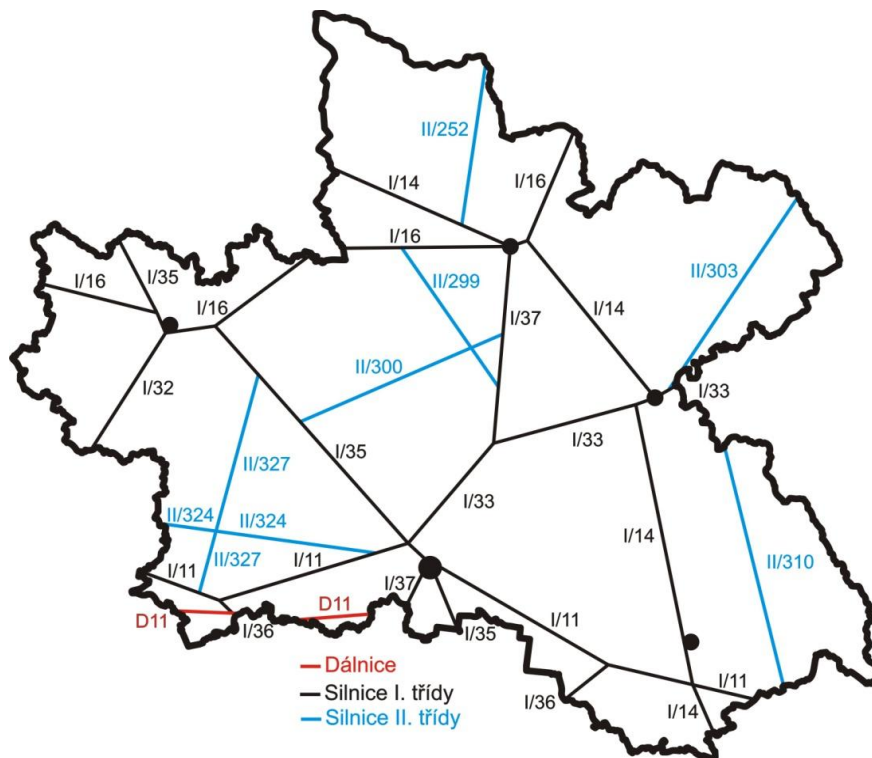 II/252
I/14
I/16
I/16
II/303
I/35
I/16
I/16
II/299
I/37
I/14
II/300
I/32
I/33
I/35
I/33
II/327
I/33
II/324
II/324
I/14
II/327
I/11
I/11
I/37
II/310
D11
I/36
D11
I/35
I/11
I/11
I/36
I/14
Dálnice
Silnice I. třídy
Silnice II. třídy